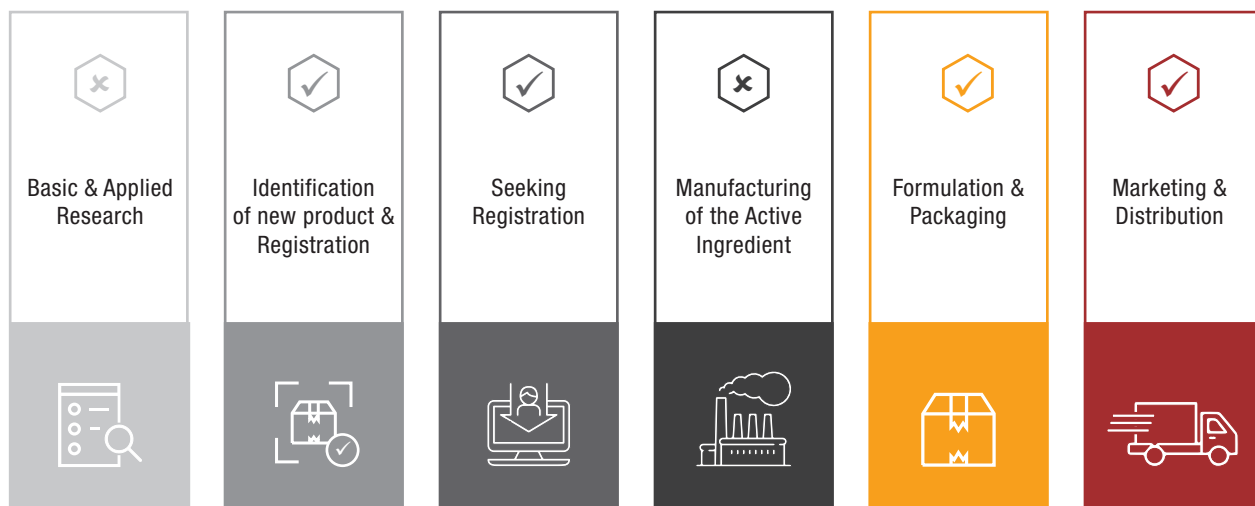 Basic & Applied
Research
Identification
of new product &
Registration
Seeking
Registration
Manufacturing
of the Active
Ingredient
Formulation &
Packaging
Marketing &
Distribution